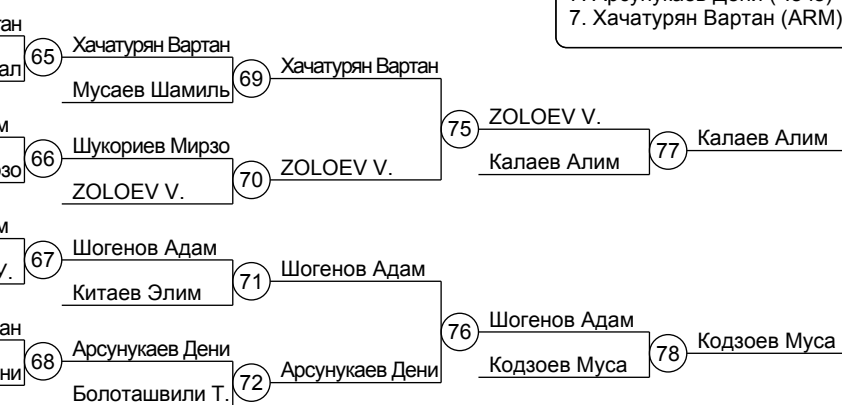 7. Хачатурян Вартан (ARM)
65
Хачатурян Вартан
Мусаев Шамиль
69
Хачатурян Вартан
66
Шукориев Мирзо
ZOLOEV V.
70
ZOLOEV V.
75
ZOLOEV V.
Калаев Алим
77
Калаев Алим
67
Шогенов Адам
Китаев Элим
71
Шогенов Адам
68
Арсунукаев Дени
Болоташвили Т.
72
Арсунукаев Дени
76
Шогенов Адам
Кодзоев Муса
78
Кодзоев Муса